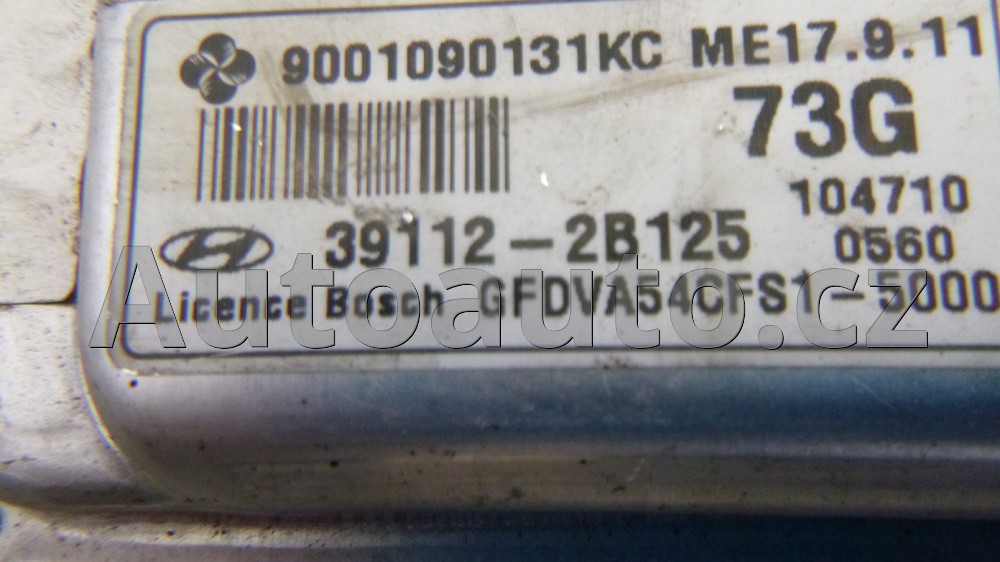 9001090131KC ME17.9.11
73G
104710
39112-2B125 0560
Licence Bosch GFDVA54CFS1-5000
Autoauto.cz